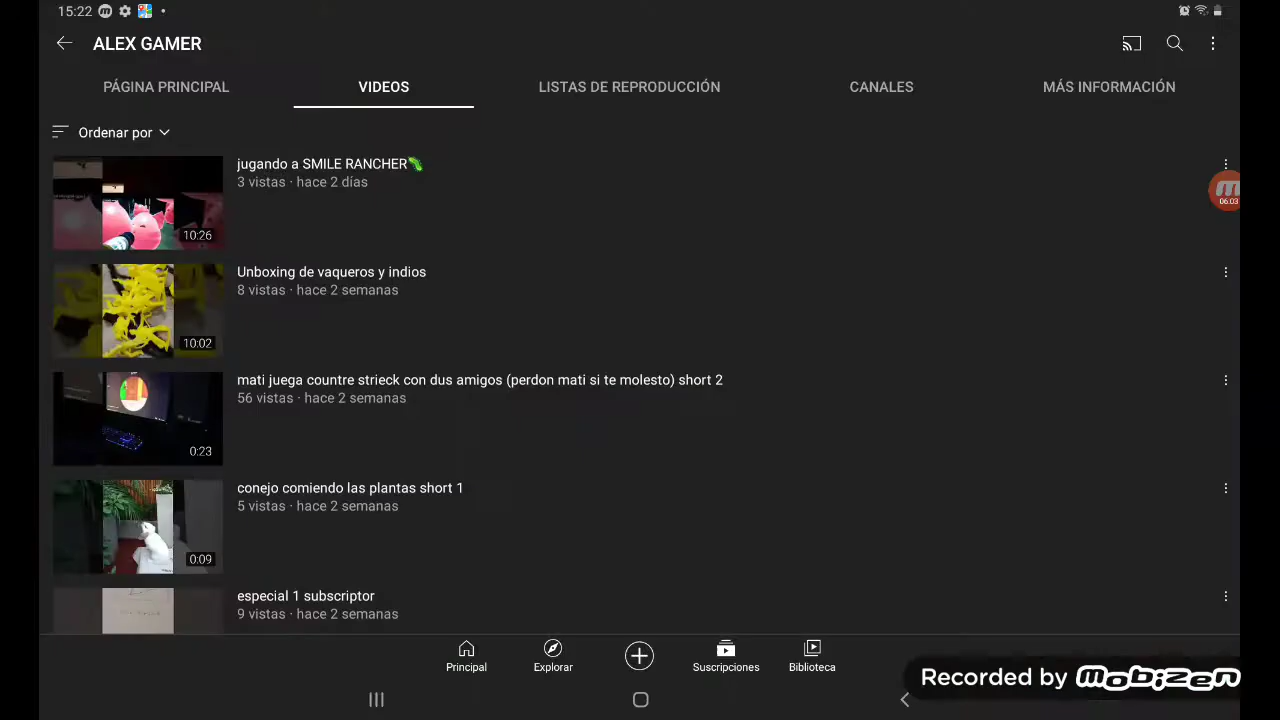 15:22
ALEX GAMER
PÁGINA PRINCIPAL
VIDEOS
LISTAS DE REPRODUCCIÓN
CANALES
MÁS INFORMACIÓN
Ordenar por
jugando a SMILE RANCHER🐛
3 vistas · hace 2 días
10:26
06:03
Unboxing de vaqueros y indios
8 vistas · hace 2 semanas
10:02
mati juega countre strieck con dus amigos (perdon mati si te molesto) short 2
56 vistas · hace 2 semanas
0:23
conejo comiendo las plantas short 1
5 vistas · hace 2 semanas
0:09
especial 1 subscriptor
9 vistas · hace 2 semanas
Principal
Explorar
Suscripciones
Biblioteca
Recorded by mobizen